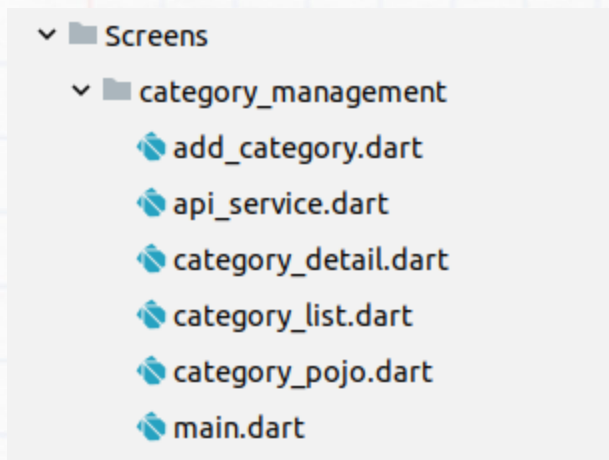 Screens
category_management
add_category.dart
api_service.dart
category_detail.dart
category_list.dart
category_pojo.dart
main.dart